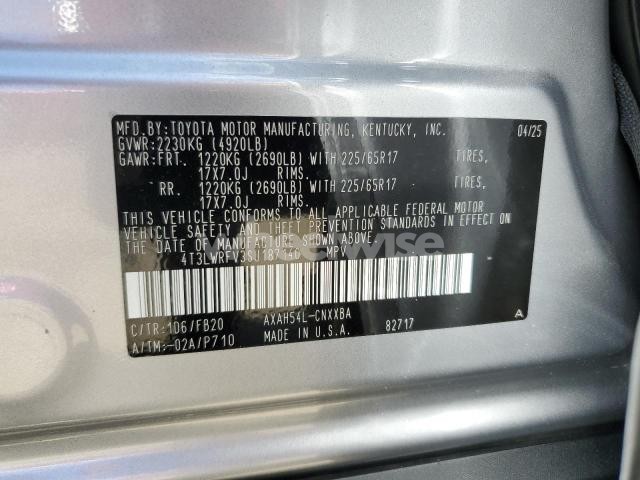 MFD.BY:TOYOTA MOTOR MANUFACTURING, KENTUCKY, INC. 04/25
GVWR:2230KG (4920LB)
GAWR:FRT. 1220KG (2690LB) WITH 225/65R17 TIRES,
17X7.0J RIMS.
RR. 1220KG (2690LB) WITH 225/65R17 TIRES,
17X7.0J RIMS.
THIS VEHICLE CONFORMS TO ALL APPLICABLE FEDERAL MOTOR
VEHICLE SAFETY AND THEFT PREVENTION STANDARDS IN EFFECT ON
THE DATE OF MANUFACTURE SHOWN ABOVE.
MPV
C/TR:1D6/FB20 AXAH54L-CNXXBA A
A/TM:-02A/P710 MADE IN U.S.A. 82717